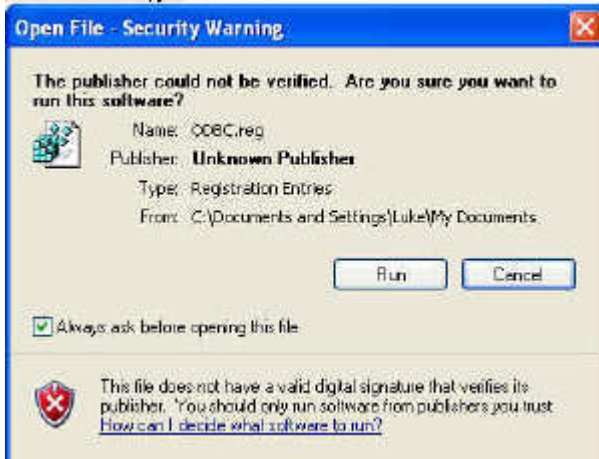 Open File - Security Warning
The publisher could not be verified. Are you sure you want to
run this software?
Name: OOBC.reg
Publisher: Unknown Publisher
Type: Registration Entries
From: C:\Documents and Settings\Luke\My Documents
Run Cancel
Always ask before opening this file
This file does not have a valid digital signature that verifies its
publisher. You should only run software from publishers you trust
How can I decide what software to run?